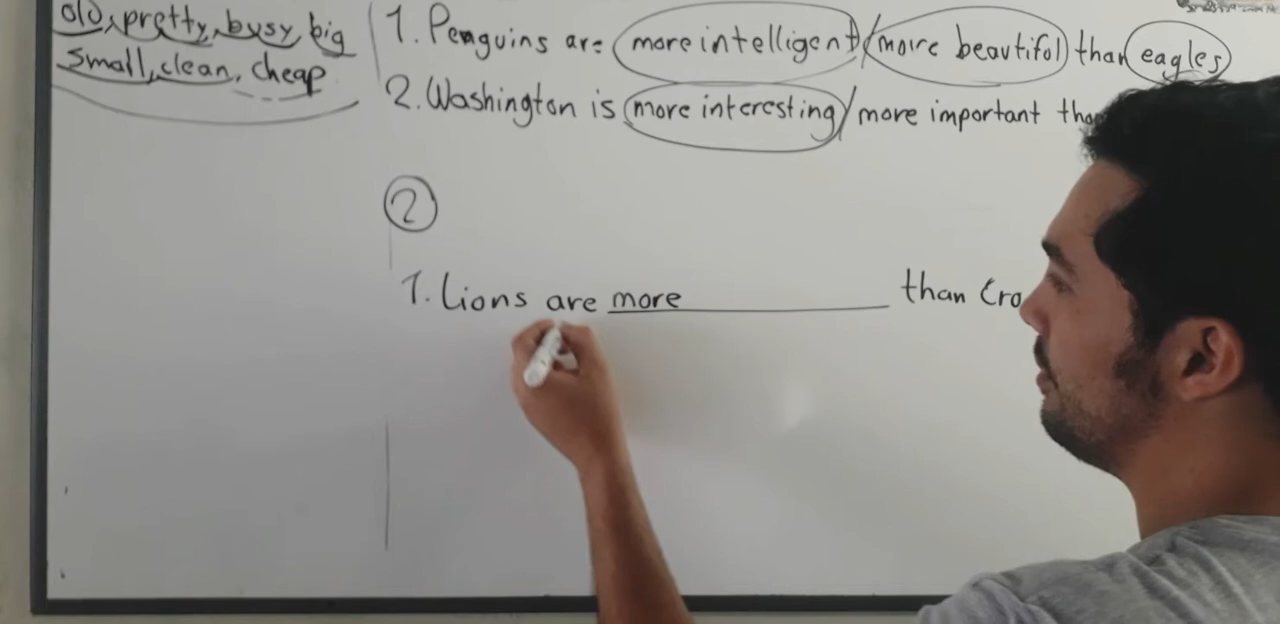 old, pretty, busy, big
small, clean, cheap
1. Penguins are more intelligent/more beautiful than eagles
2. Washington is more interesting/more important
2
1. Lions are more ________ than